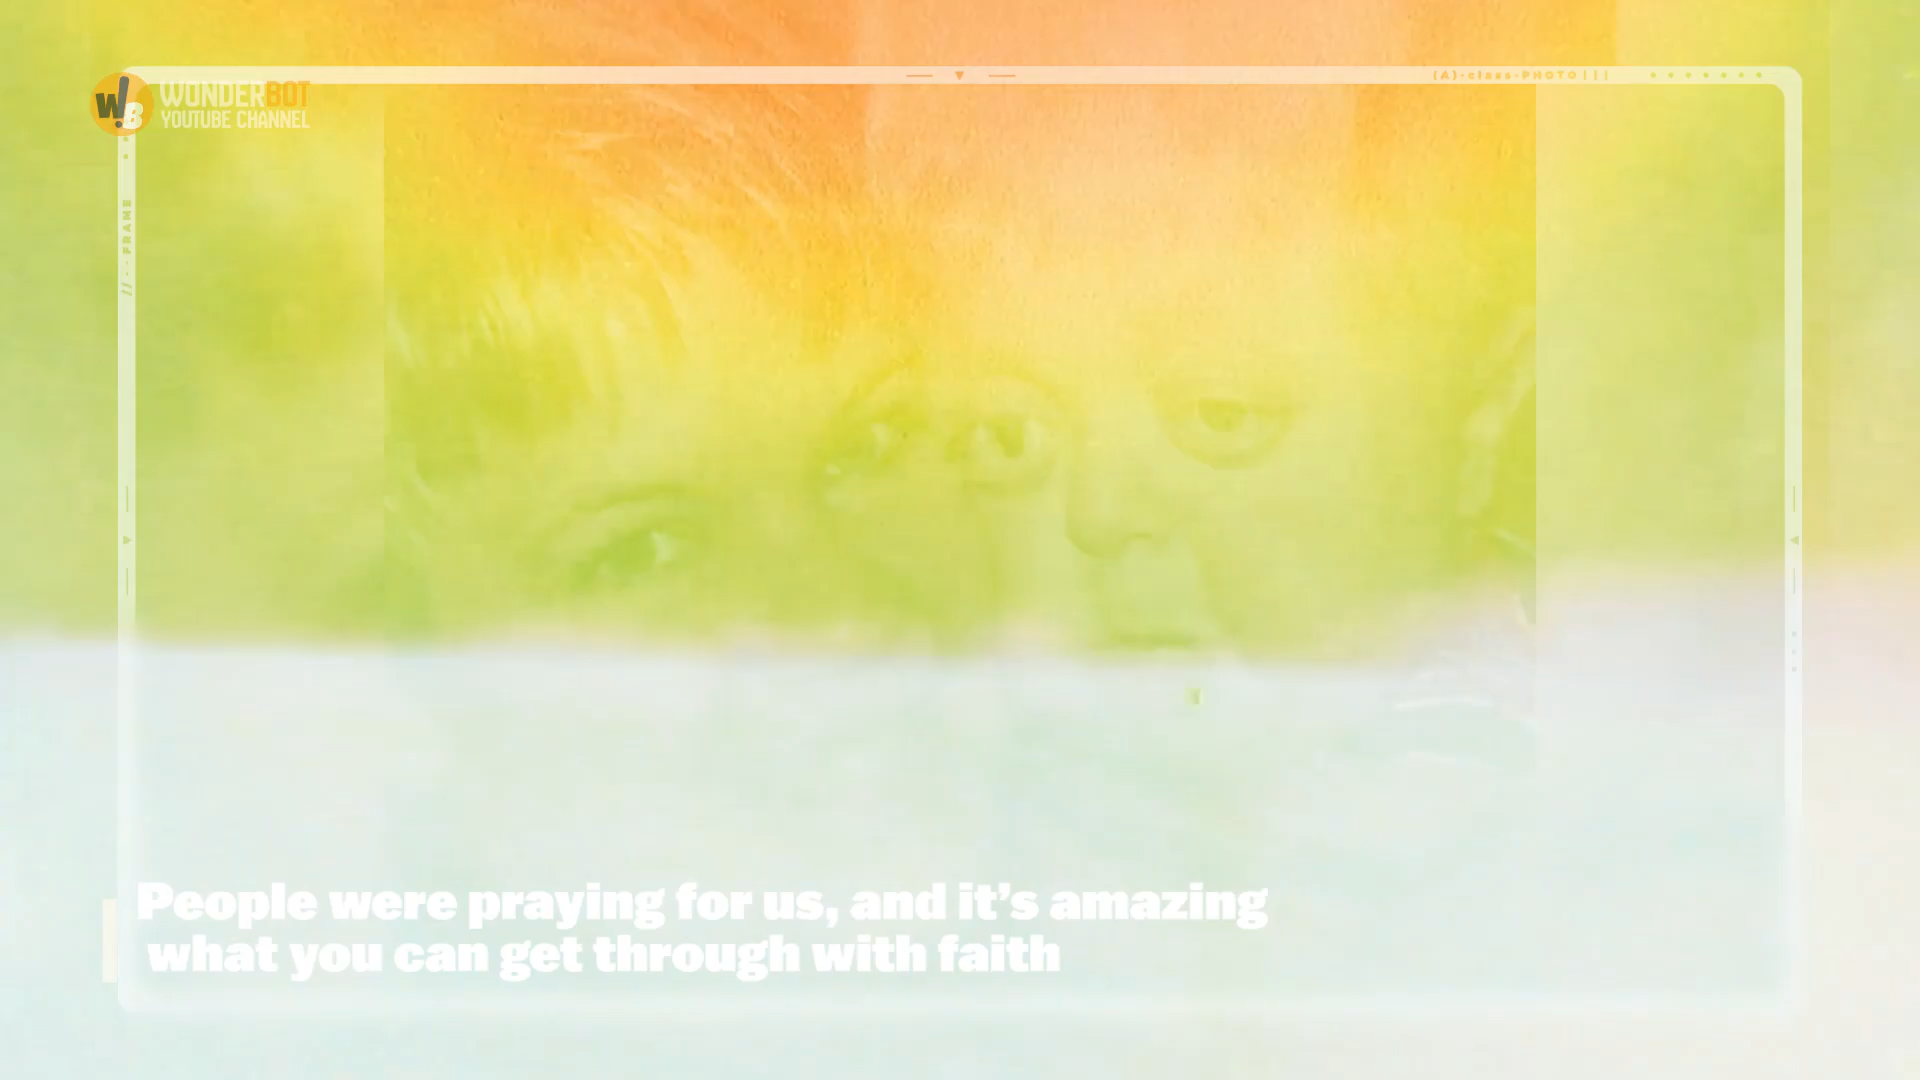 WONDERBOT
YOUTUBE CHANNEL
(A)-class-PHOTO
// -- FRAME
People were praying for us, and it's amazing
what you can get through with faith